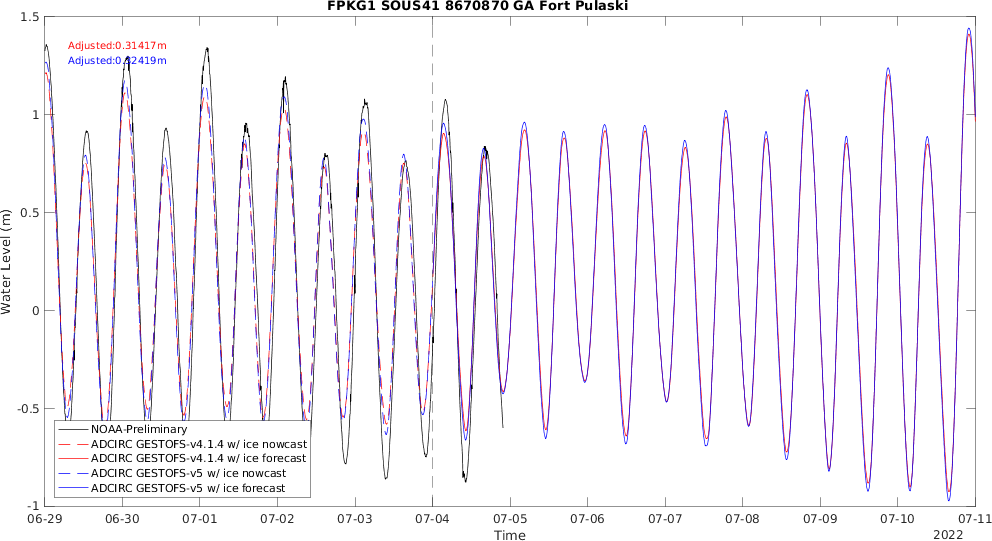 FPKG1 SOUS41 8670870 GA Fort Pulaski
Adjusted:0.31417m
Adjusted:0.32419m
1.5
1
0.5
0
-0.5
-1
Water Level (m)
NOAA-Preliminary
ADCIRC GESTOFS-v4.1.4 w/ ice nowcast
ADCIRC GESTOFS-v4.1.4 w/ ice forecast
ADCIRC GESTOFS-v5 w/ ice nowcast
ADCIRC GESTOFS-v5 w/ ice forecast
06-29 06-30 07-01 07-02 07-03 07-04 07-05 07-06 07-07 07-08 07-09 07-10 07-11
Time
2022